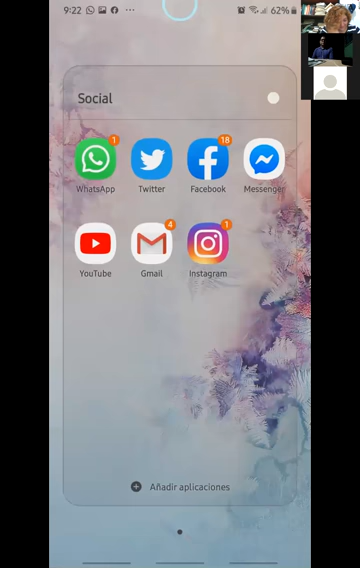 9:22
62%
Social
1
18
WhatsApp
Twitter
Facebook
Messenger
4
1
YouTube
Gmail
Instagram
Añadir aplicaciones